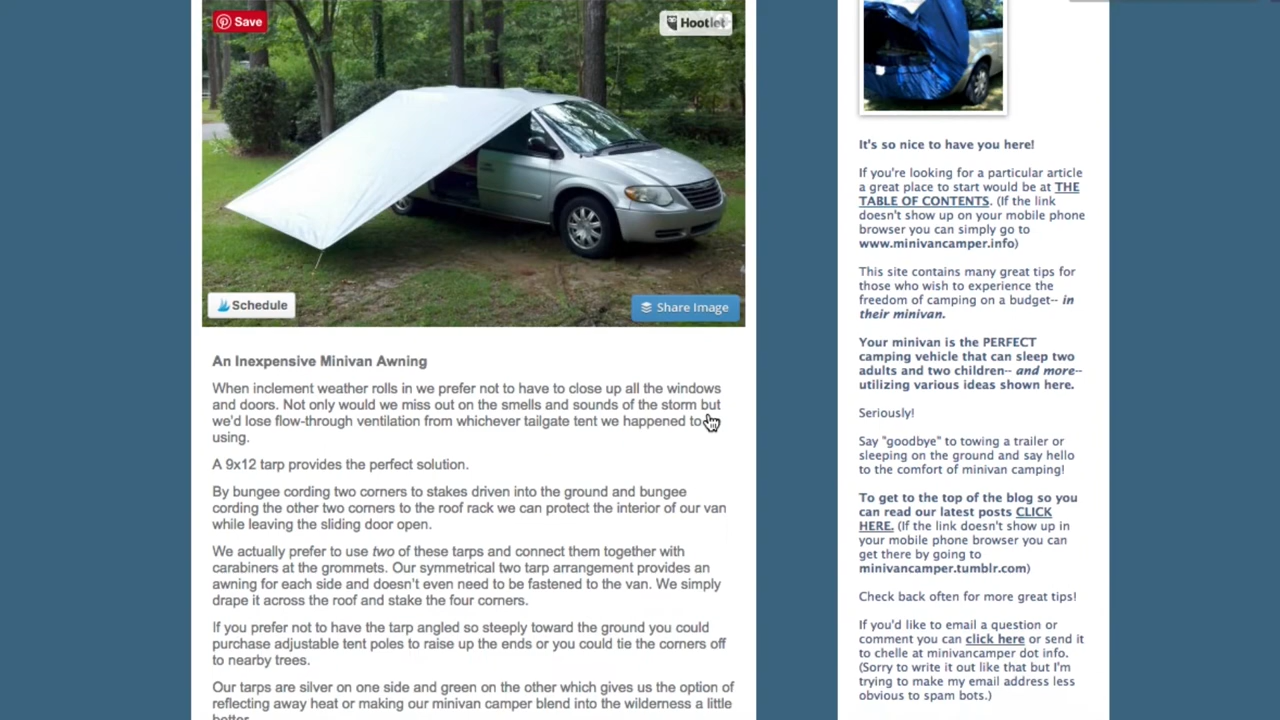 Save
Hootlet
Schedule
Share Image
An Inexpensive Minivan Awning
When inclement weather rolls in we prefer not to have to close up all the windows
and doors. Not only would we miss out on the smells and sounds of the storm but
we'd lose flow-through ventilation from whichever tailgate tent we happened to
using.
A 9x12 tarp provides the perfect solution.
By bungee cording two corners to stakes driven into the ground and bungee
cording the other two corners to the roof rack we can protect the interior of our van
while leaving the sliding door open.
We actually prefer to use two of these tarps and connect them together with
carabiners at the grommets. Our symmetrical two tarp arrangement provides an
awning for each side and doesn't even need to be fastened to the van. We simply
drape it across the roof and stake the four corners.
If you prefer not to have the tarp angled so steeply toward the ground you could
purchase adjustable tent poles to raise up the ends or you could tie the corners off
to nearby trees.
Our tarps are silver on one side and green on the other which gives us the option of
reflecting away heat or making our minivan camper blend into the wilderness a little
better.
It's so nice to have you here!
If you're looking for a particular article
a great place to start would be at THE
TABLE OF CONTENTS. (If the link
doesn't show up on your mobile phone
browser you can simply go to
www.minivancamper.info)
This site contains many great tips for
those who wish to experience the
freedom of camping on a budget-- in
their minivan.
Your minivan is the PERFECT
camping vehicle that can sleep two
adults and two children-- and more--
utilizing various ideas shown here.
Seriously!
Say "goodbye" to towing a trailer or
sleeping on the ground and say hello
to the comfort of minivan camping!
To get to the top of the blog so you
can read our latest posts CLICK
HERE. (If the link doesn't show up in
your mobile phone browser you can
get there by going to
minivancamper.tumblr.com)
Check back often for more great tips!
If you'd like to email a question or
comment you can click here or send it
to chelle at minivancamper dot info.
(Sorry to write it out like that but I'm
trying to make my email address less
obvious to spam bots.)